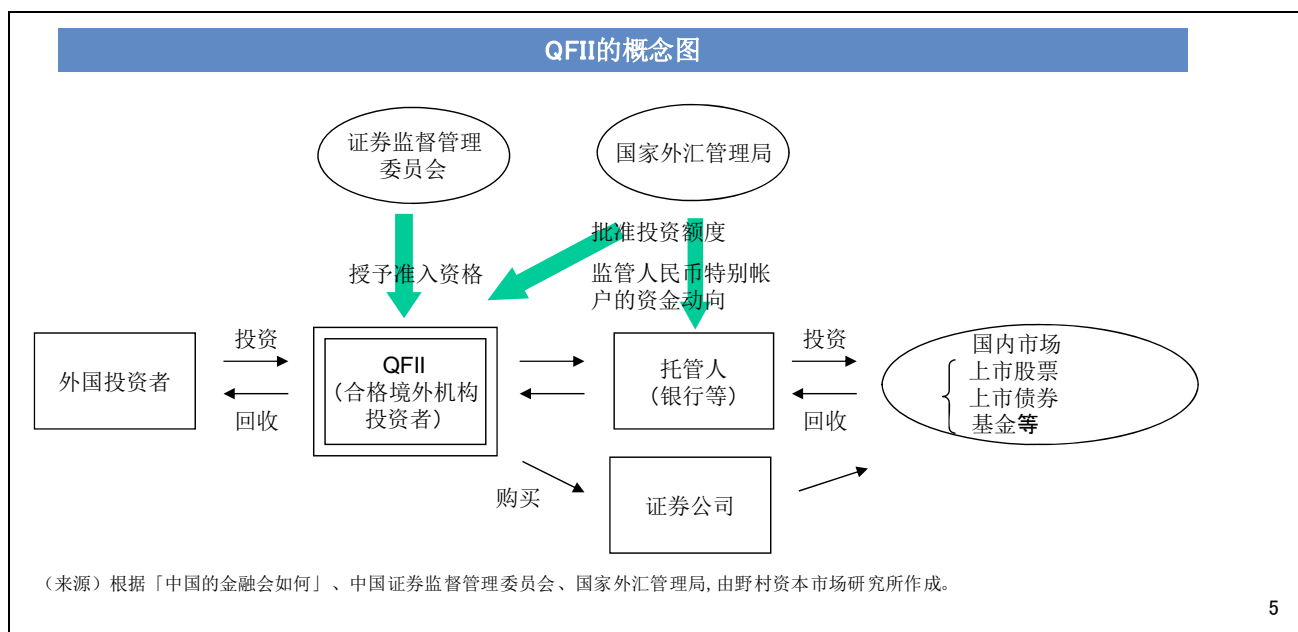 QFII的概念图
证券监督管理
委员会
国家外汇管理局
批准投资额度
授予准入资格
监管人民币特别帐
户的资金动向
外国投资者
投资
回收
QFII
(合格境外机构
投资者)
托管人
(银行等)
投资
回收
国内市场
上市股票
上市债券
基金等
购买
证券公司
(来源)根据「中国的金融会如何」、中国证券监督管理委员会、国家外汇管理局,由野村资本市场研究所作成。
5